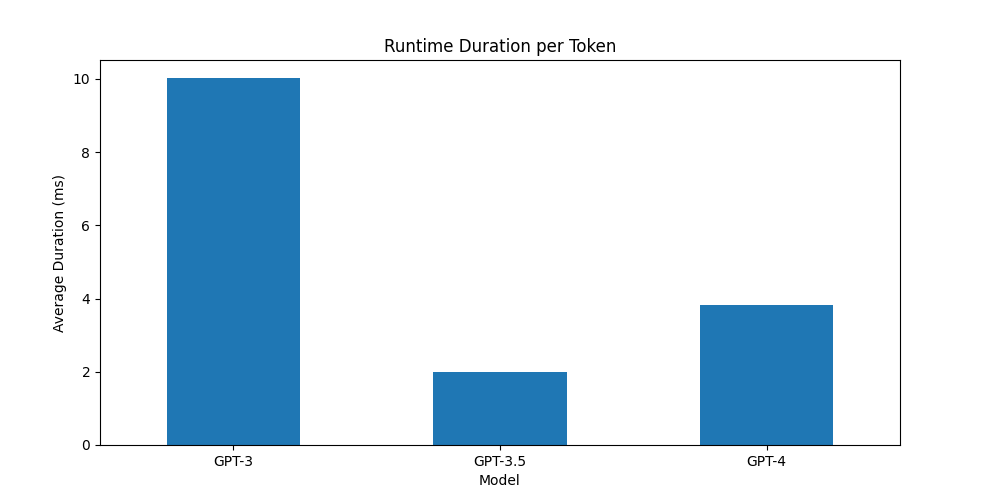 Runtime Duration per Token
Average Duration (ms)
10
8
6
4
2
0
GPT-3
GPT-3.5
GPT-4
Model